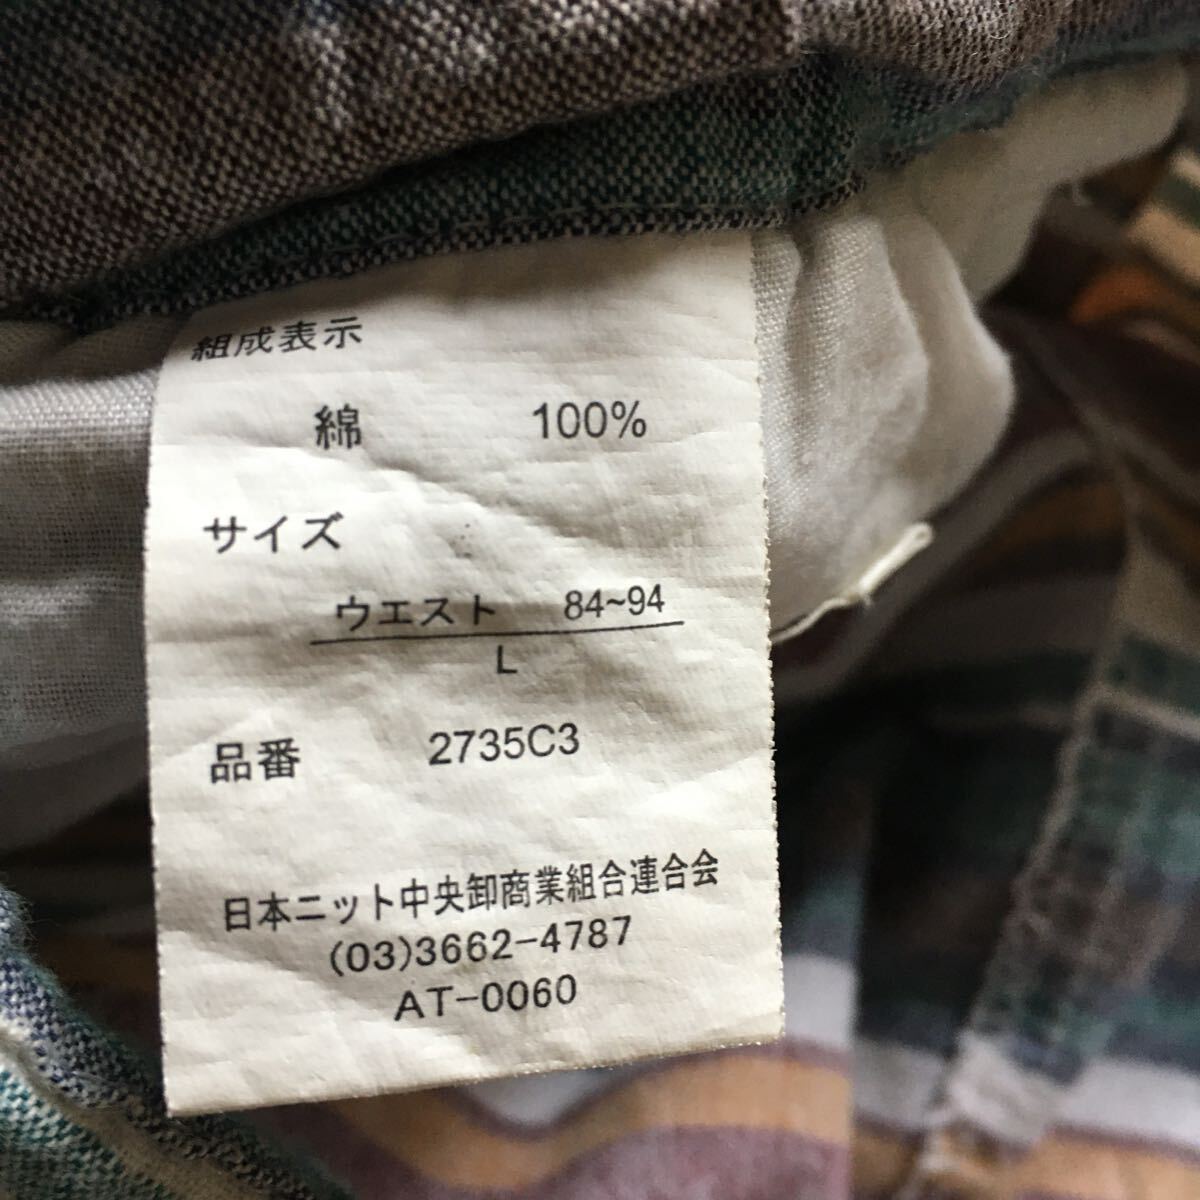 組成表示
綿 100%
サイズ
ウエスト 84~94
L
品番 2735C3
日本ニット中央卸商業組合連合会
(03)3662-4787
AT-0060